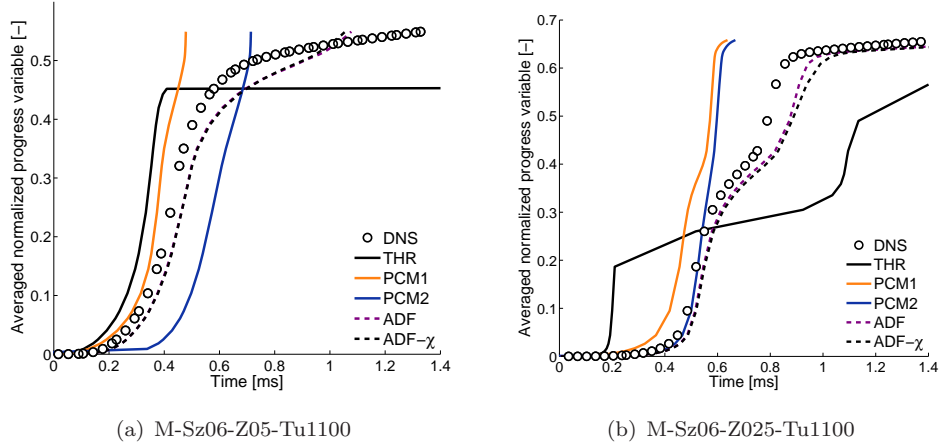 Averaged normalized progress variable [−]
0.5
0.4
0.3
0.2
0.1
0
0 0.2 0.4 0.6 0.8 1 1.2 1.4
Time [ms]
DNS
THR
PCM1
PCM2
ADF
ADF−χ
(a) M-Sz06-Z05-Tu1100
Averaged normalized progress variable [−]
0.7
0.6
0.5
0.4
0.3
0.2
0.1
0
0 0.2 0.4 0.6 0.8 1 1.2 1.4
Time [ms]
DNS
THR
PCM1
PCM2
ADF
ADF−χ
(b) M-Sz06-Z025-Tu1100